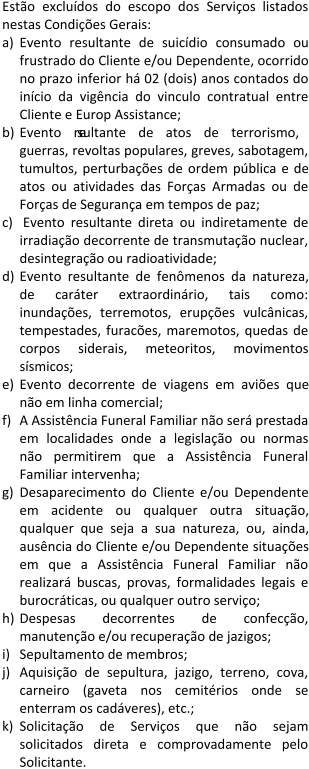 Estão excluídos do escopo dos Serviços listados
nestas Condições Gerais:
a) Evento resultante de suicídio consumado ou
frustrado do Cliente e/ou Dependente, ocorrido
no prazo inferior há 02 (dois) anos contados do
início da vigência do vinculo contratual entre
Cliente e Europ Assistance;
b) Evento resultante de atos de terrorismo,
guerras, revoltas populares, greves, sabotagem,
tumultos, perturbações de ordem pública e de
atos ou atividades das Forças Armadas ou de
Forças de Segurança em tempos de paz;
c) Evento resultante direta ou indiretamente de
irradiação decorrente de transmutação nuclear,
desintegração ou radioatividade;
d) Evento resultante de fenômenos da natureza,
de caráter extraordinário, tais como:
inundações, terremotos, erupções vulcânicas,
tempestades, furacões, maremotos, quedas de
corpos siderais, meteoritos, movimentos
sísmicos;
e) Evento decorrente de viagens em aviões que
não em linha comercial;
f) A Assistência Funeral Familiar não será prestada
em localidades onde a legislação ou normas
não permitirem que a Assistência Funeral
Familiar intervenha;
g) Desaparecimento do Cliente e/ou Dependente
em acidente ou qualquer outra situação,
qualquer que seja a sua natureza, ou, ainda,
ausência do Cliente e/ou Dependente situações
em que a Assistência Funeral Familiar não
realizará buscas, provas, formalidades legais e
burocráticas, ou qualquer outro serviço;
h) Despesas decorrentes de confecção,
manutenção e/ou recuperação de jazigos;
i) Sepultamento de membros;
j) Aquisição de sepultura, jazigo, terreno, cova,
carneiro (gaveta nos cemitérios onde se
enterram os cadáveres), etc.;
k) Solicitação de Serviços que não sejam
solicitados direta e comprovadamente pelo
Solicitante.